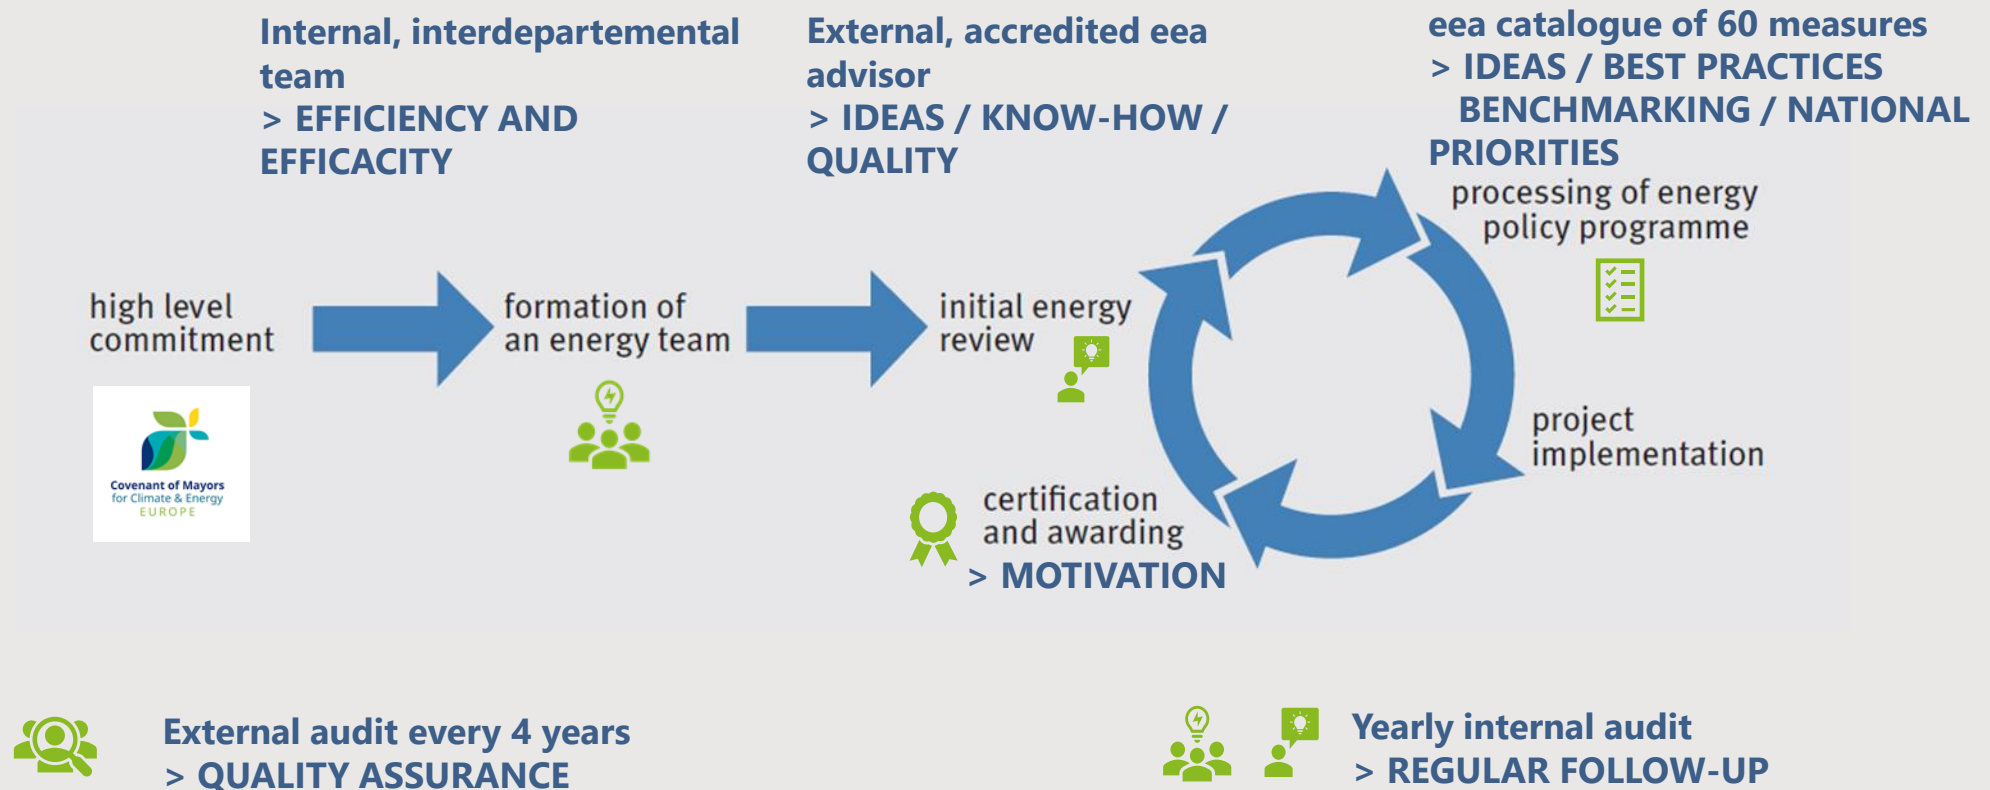 Internal, interdepartemental
team
> EFFICIENCY AND
EFFICACITY
External, accredited eea
advisor
> IDEAS / KNOW-HOW /
QUALITY
eea catalogue of 60 measures
> IDEAS / BEST PRACTICES
BENCHMARKING / NATIONAL
PRIORITIES
processing of energy
policy programme
high level
commitment
formation of
an energy team
initial energy
review
Covenant of Mayors
for Climate & Energy
EUROPE
project
implementation
certification
and awarding
> MOTIVATION
External audit every 4 years
> QUALITY ASSURANCE
Yearly internal audit
> REGULAR FOLLOW-UP